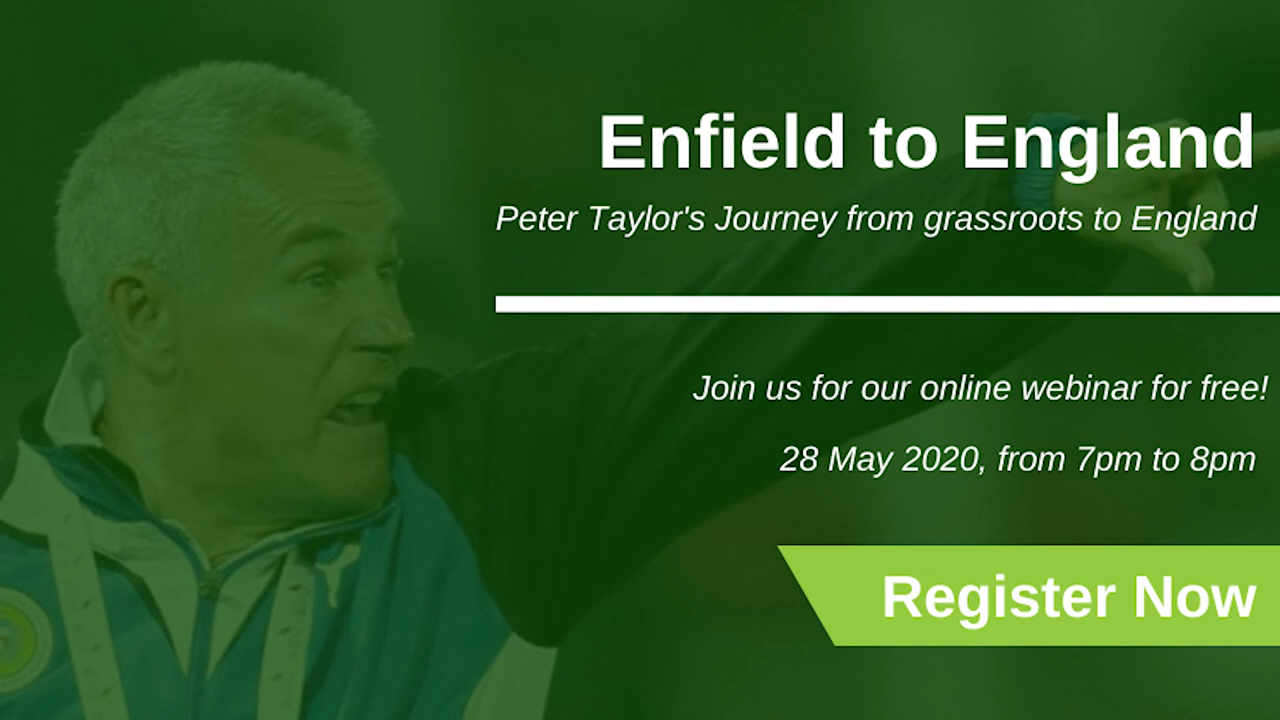 Enfield to England
Peter Taylor's Journey from grassroots to England
Join us for our online webinar for free!
28 May 2020, from 7pm to 8pm
Register Now